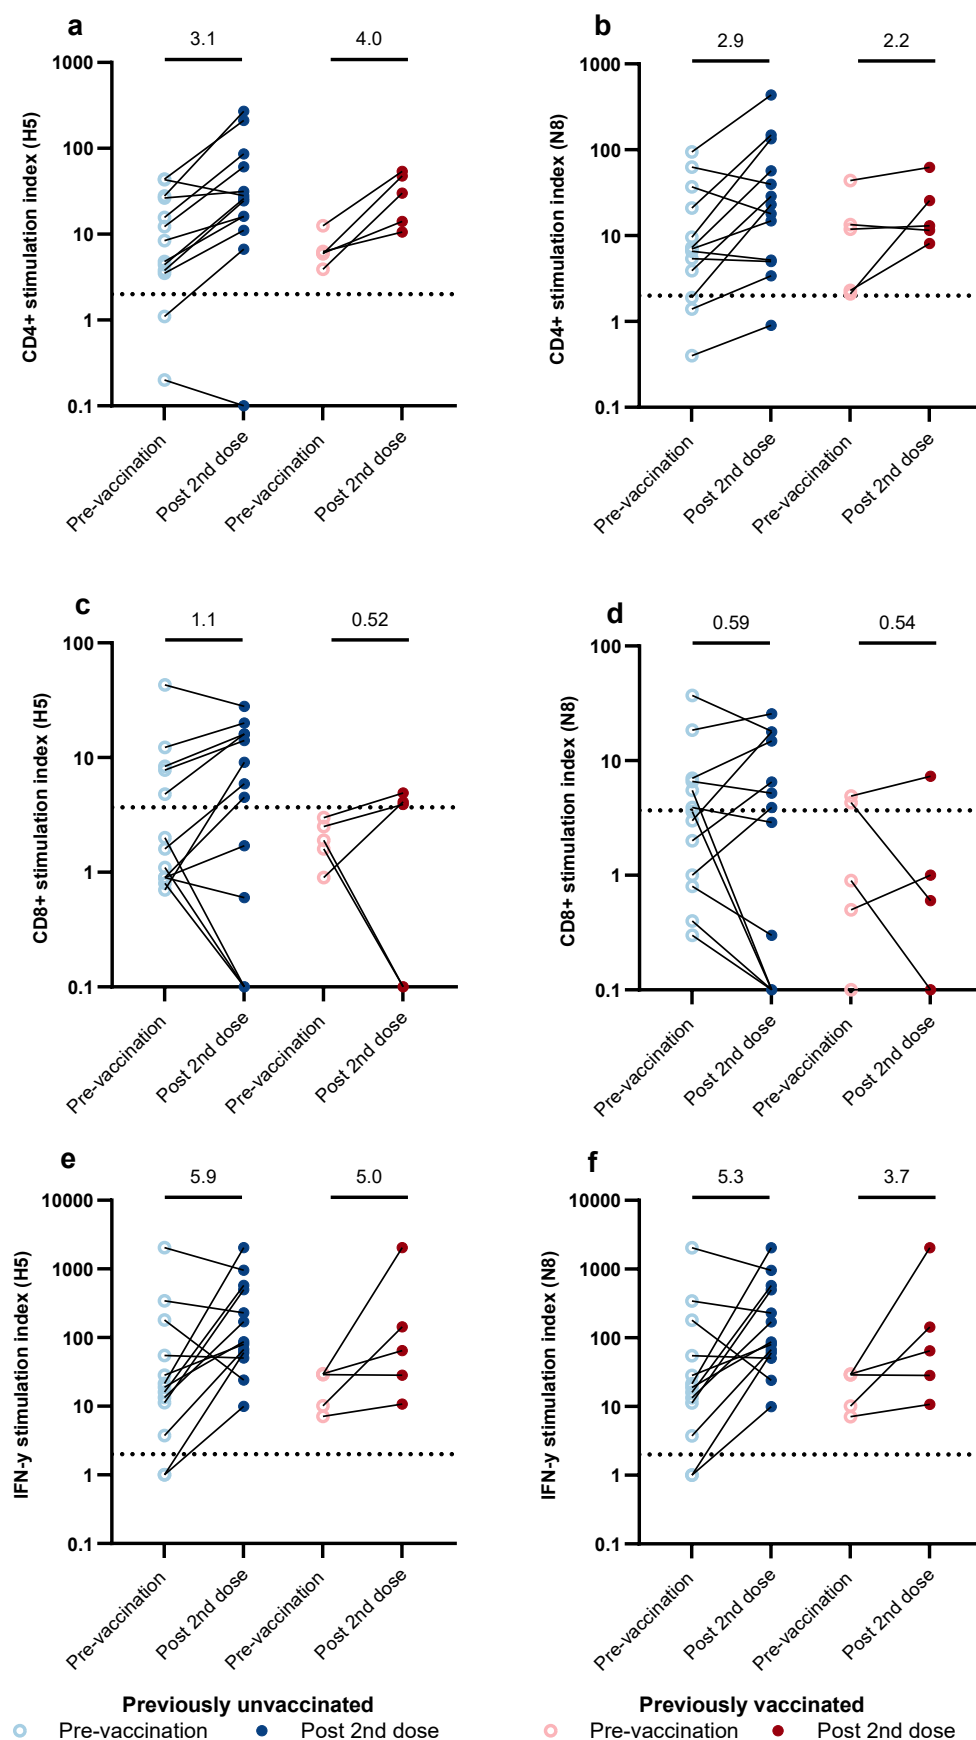 a
3.1 4.0
CD4+ stimulation index (H5)
1000
100
10
1
0.1
Pre-vaccination
Post 2nd dose
Pre-vaccination
Post 2nd dose
b
2.9 2.2
CD4+ stimulation index (N8)
1000
100
10
1
0.1
Pre-vaccination
Post 2nd dose
Pre-vaccination
Post 2nd dose
c
1.1 0.52
CD8+ stimulation index (H5)
100
10
1
0.1
Pre-vaccination
Post 2nd dose
Pre-vaccination
Post 2nd dose
d
0.59 0.54
CD8+ stimulation index (N8)
100
10
1
0.1
Pre-vaccination
Post 2nd dose
Pre-vaccination
Post 2nd dose
e
5.9 5.0
IFN-y stimulation index (H5)
10000
1000
100
10
1
0.1
Pre-vaccination
Post 2nd dose
Pre-vaccination
Post 2nd dose
f
5.3 3.7
IFN-y stimulation index (N8)
10000
1000
100
10
1
0.1
Pre-vaccination
Post 2nd dose
Pre-vaccination
Post 2nd dose
Previously unvaccinated
Pre-vaccination Post 2nd dose
Previously vaccinated
Pre-vaccination Post 2nd dose